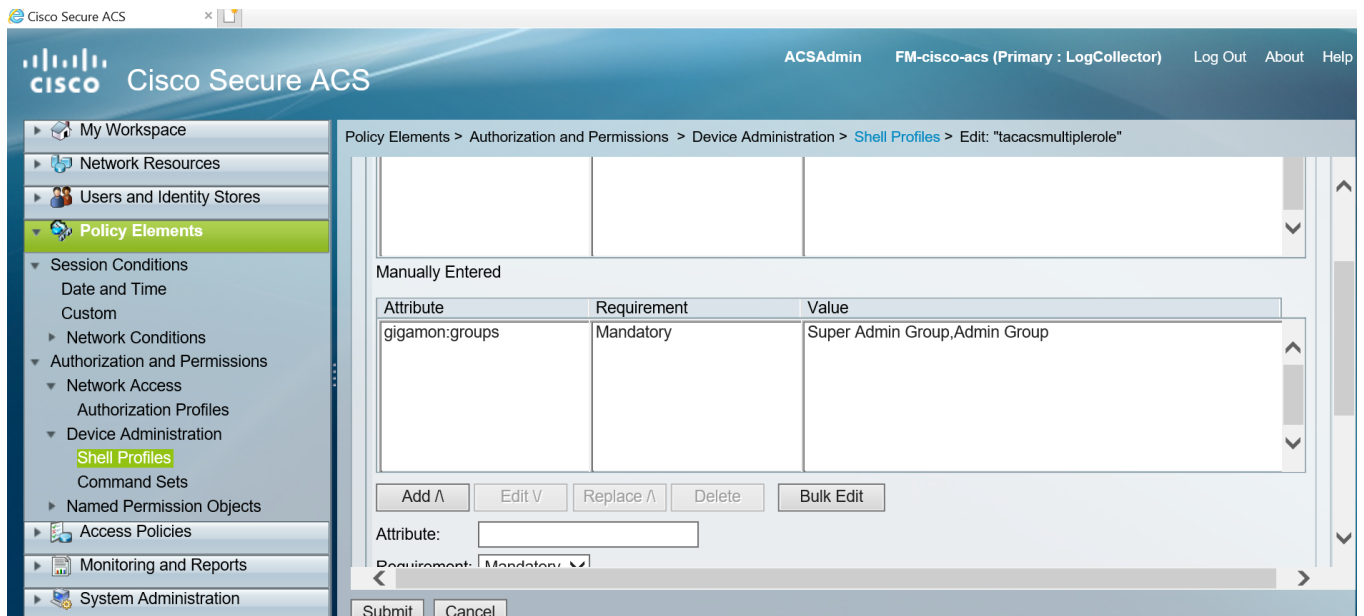 Cisco Secure ACS
CISCO Cisco Secure ACS
ACSAdmin FM-cisco-acs (Primary : LogCollector) Log Out About Help
My Workspace
Network Resources
Users and Identity Stores
Policy Elements
Session Conditions
Date and Time
Custom
Network Conditions
Authorization and Permissions
Network Access
Authorization Profiles
Device Administration
Shell Profiles
Command Sets
Named Permission Objects
Access Policies
Monitoring and Reports
System Administration
Policy Elements > Authorization and Permissions > Device Administration > Shell Profiles > Edit: "tacacsmultiplerole"
Manually Entered
Attribute Requirement Value
gigamon:groups Mandatory Super Admin Group,Admin Group
Add /\ Edit \/ Replace /\ Delete Bulk Edit
Attribute:
Requirement: Mandatory
Submit Cancel